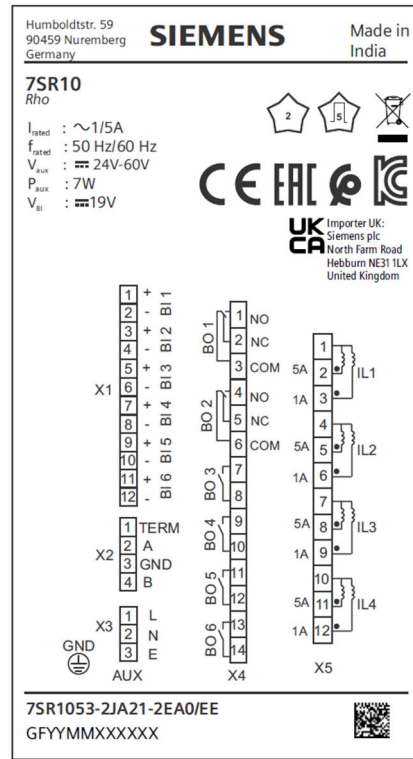 Humboldtstr. 59
90459 Nuremberg
Germany
SIEMENS
Made in
India
7SR10
Rho
Irated : ~1/5A
frated : 50 Hz/60 Hz
Vaux : ⎓ 24V-60V
Paux : 7W
VBI : ⎓19V
2
5
CE EAC
UK
CA
Importer UK:
Siemens plc
North Farm Road
Hebburn NE31 1LX
United Kingdom
X1
1 + BI 1
2 -
3 + BI 2
4 -
5 + BI 3
6 -
7 + BI 4
8 -
9 + BI 5
10 -
11 + BI 6
12 -
X2
1 TERM
2 A
3 GND
4 B
X3
1 L
2 N
3 E
GND
AUX
BO 1
1 NO
2 NC
3 COM
BO 2
4 NO
5 NC
6 COM
BO 3
7
8
BO 4
9
10
BO 5
11
12
BO 6
13
14
X4
1
5A 2 IL1
1A 3
4
5A 5 IL2
1A 6
7
5A 8 IL3
1A 9
10
5A 11 IL4
1A 12
X5
7SR1053-2JA21-2EA0/EE
GFYYMMXXXXXX